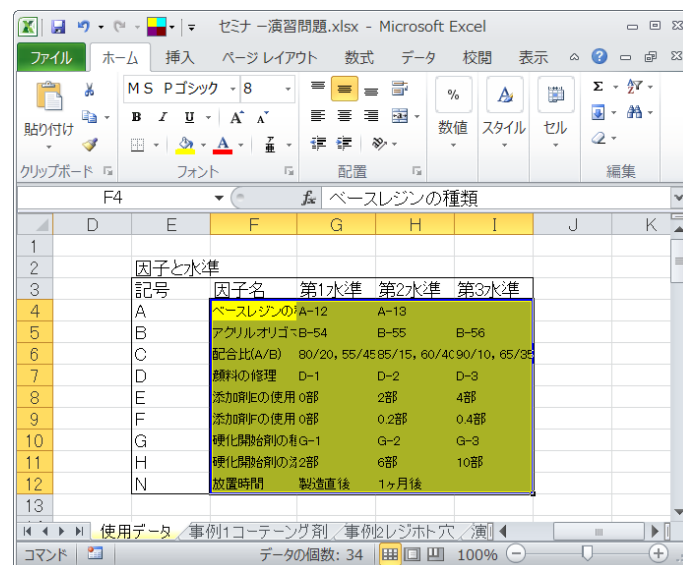 セミナー演習問題.xlsx - Microsoft Excel
ファイル ホーム 挿入 ページ レイアウト 数式 データ 校閲 表示
MS Pゴシック 8
貼り付け B I U A A % 数値 スタイル セル Σ
クリップボード フォント 配置 編集
F4 fx ベースレジンの種類
D E F G H I J K
1
2 因子と水準
3 記号 因子名 第1水準 第2水準 第3水準
4 A ベースレジンの A-12 A-13
5 B アクリルオリゴマ B-54 B-55 B-56
6 C 配合比(A/B) 80/20, 55/45 85/15, 60/40 90/10, 65/35
7 D 顔料の修理 D-1 D-2 D-3
8 E 添加剤Eの使用 0部 2部 4部
9 F 添加剤Fの使用 0部 0.2部 0.4部
10 G 硬化開始剤の種 G-1 G-2 G-3
11 H 硬化開始剤の 2部 6部 10部
12 N 放置時間 製造直後 1ヶ月後
13
使用データ 事例1コーテーング剤 事例2レジホト穴 演
コマンド データの個数: 34 100%